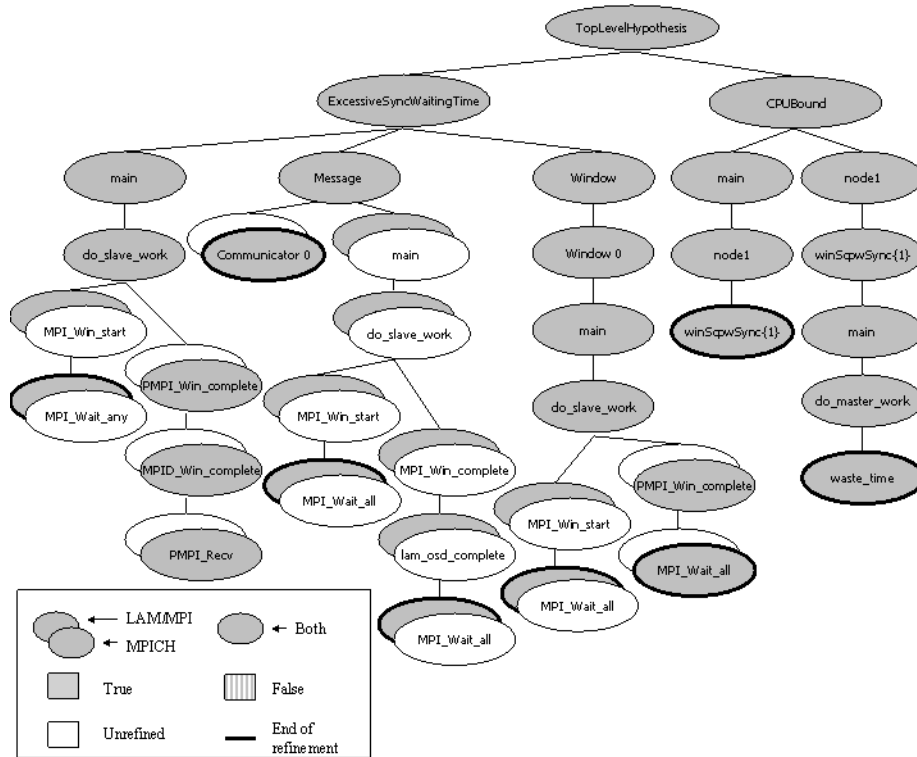 TopLevelHypothesis
ExcessiveSyncWaitingTime
CPUBound
main
Message
Window
main
node1
do_slave_work
Communicator 0
main
Window 0
node1
winScpwSync{1}
MPI_Win_start
do_slave_work
main
winScpwSync{1}
main
PMPI_Win_complete
MPI_Wait_any
MPI_Win_start
do_slave_work
do_master_work
MPID_Win_complete
MPI_Win_complete
PMPI_Win_complete
waste_time
MPI_Wait_all
MPI_Win_start
PMPI_Recv
lam_osd_complete
MPI_Wait_all
MPI_Wait_all
MPI_Wait_all
LAM/MPI
MPICH
Both
True
False
Unrefined
End of
refinement